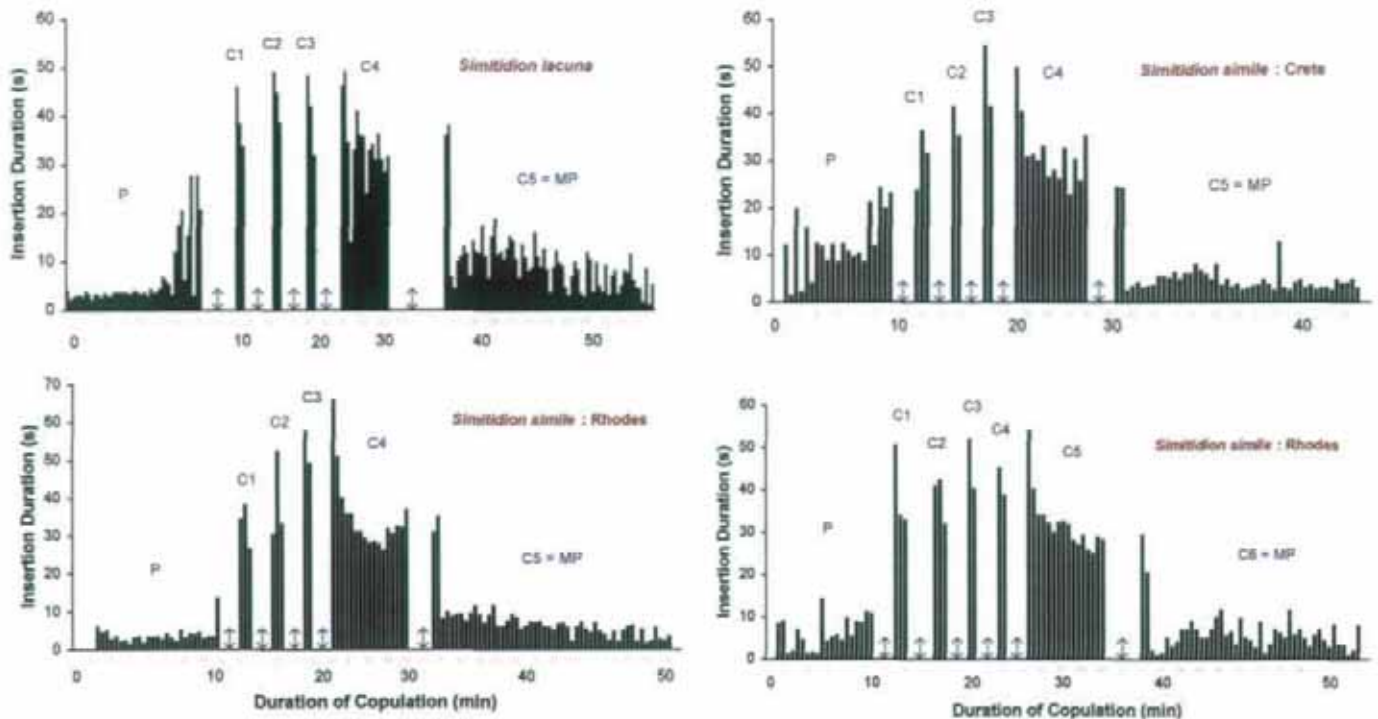 Insertion Duration (s)
60
50
40
30
20
10
0
P
C1
C2
C3
C4
Simitidion lacuna
C5 = MP
0
10
20
30
40
50
Insertion Duration (s)
60
50
40
30
20
10
0
P
C1
C2
C3
C4
Simitidion simile : Crete
C5 = MP
0
10
20
30
40
Insertion Duration (s)
70
60
50
40
30
20
10
0
P
C1
C2
C3
C4
Simitidion simile : Rhodes
C5 = MP
0
10
20
30
50
Duration of Copulation (min)
Insertion Duration (s)
60
50
40
30
20
10
0
P
C1
C2
C3
C4
C5
Simitidion simile : Rhodes
C6 = MP
0
10
20
30
40
50
Duration of Copulation (min)